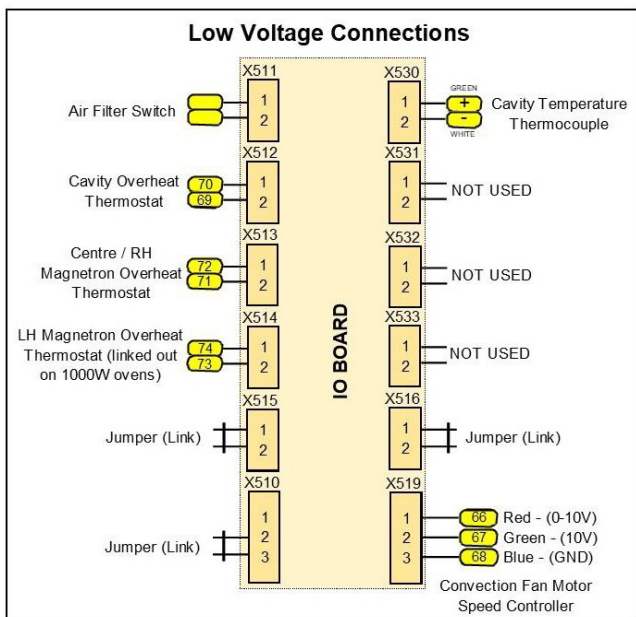 Low Voltage Connections
X511
1
2
Air Filter Switch
X512
1
2
70
69
Cavity Overheat
Thermostat
X513
1
2
72
71
Centre / RH
Magnetron Overheat
Thermostat
X514
1
2
74
73
LH Magnetron Overheat
Thermostat (linked out
on 1000W ovens)
X515
1
2
Jumper (Link)
X510
1
2
3
Jumper (Link)
IO BOARD
X530
1
2
GREEN
+
-
WHITE
Cavity Temperature
Thermocouple
X531
1
2
NOT USED
X532
1
2
NOT USED
X533
1
2
NOT USED
X516
1
2
Jumper (Link)
X519
1
2
3
66
Red - (0-10V)
67
Green - (10V)
68
Blue - (GND)
Convection Fan Motor
Speed Controller